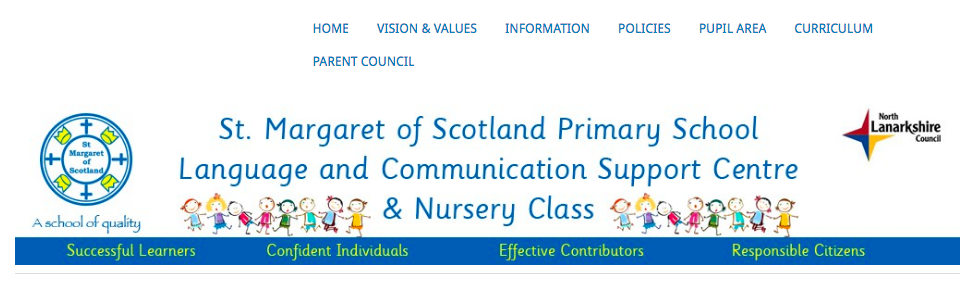 HOME VISION & VALUES INFORMATION POLICIES PUPIL AREA CURRICULUM
PARENT COUNCIL
St. Margaret of Scotland Primary School
Language and Communication Support Centre
& Nursery Class
St
Margaret
of
Scotland
A school of quality
North
Lanarkshire
Council
Successful Learners Confident Individuals Effective Contributors Responsible Citizens